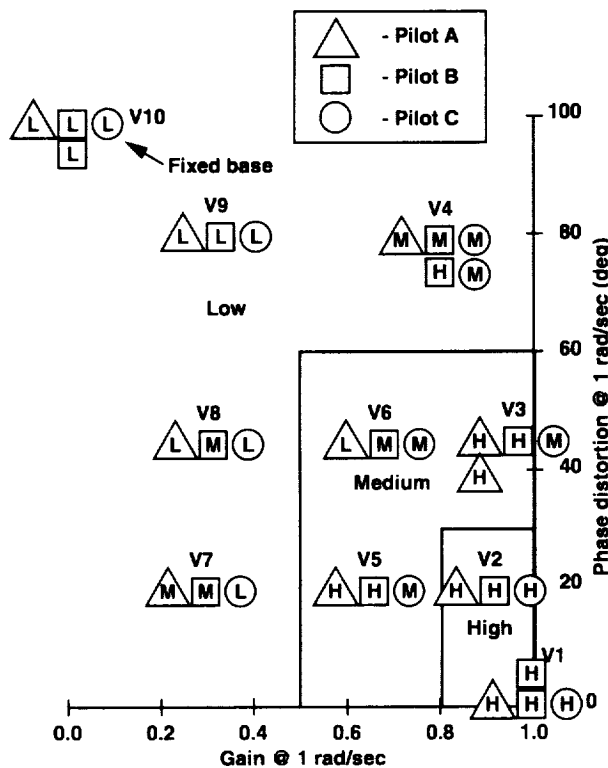 - Pilot A
- Pilot B
- Pilot C
L L L V10
L
Fixed base
100
V9
L L L
V4
M M M
H M
80
Low
60
V8
L M L
V6
L M M
V3
H H M
H
40
Medium
V7
M M L
V5
H H M
V2
H H H
20
High
V1
H
H H H
0
0.0 0.2 0.4 0.6 0.8 1.0
Gain @ 1 rad/sec
Phase distortion @ 1 rad/sec (deg)